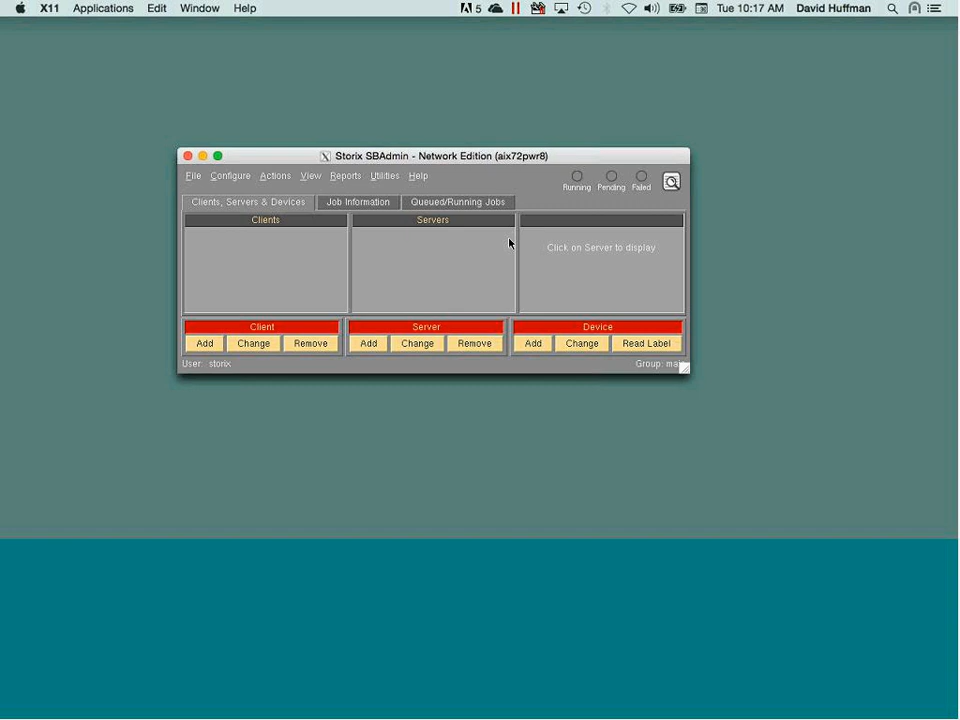 X11 Applications Edit Window Help 5 Tue 10:17 AM David Huffman
Storix SBAdmin - Network Edition (aix72pwr8)
File Configure Actions View Reports Utilities Help
Running Pending Failed
Clients, Servers & Devices Job Information Queued/Running Jobs
Clients Servers
Click on Server to display
Client Server Device
Add Change Remove Add Change Remove Add Change Read Label
User: storix Group: